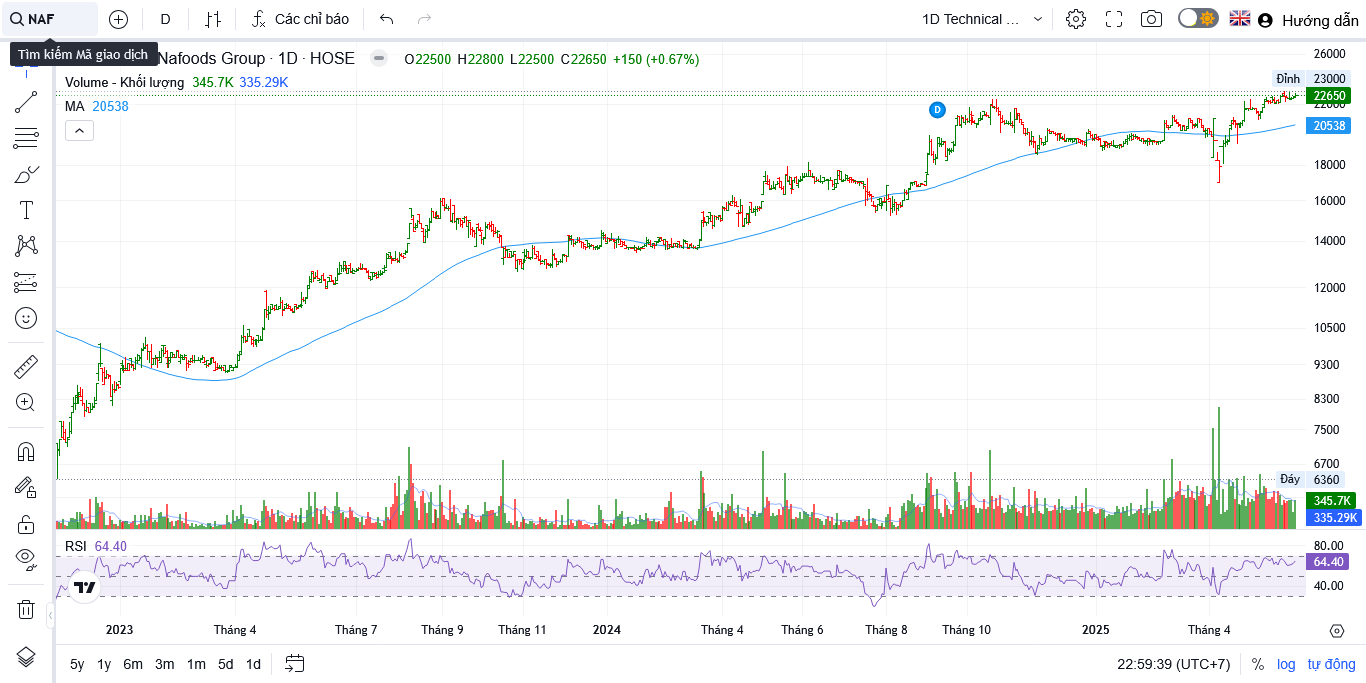 NAF
D
Các chỉ báo
1D Technical ...
Hướng dẫn
Tìm kiếm Mã giao dịch
Nafoods Group · 1D · HOSE
O22500 H22800 L22500 C22650 +150 (+0.67%)
Volume - Khối lượng 345.7K 335.29K
MA 20538
D
26000
Đỉnh 23000
22650
22000
20538
18000
16000
14000
12000
10500
9300
8300
7500
6700
Đáy 6360
345.7K
335.29K
RSI 64.40
80.00
64.40
40.00
2023 Tháng 4 Tháng 7 Tháng 9 Tháng 11 2024 Tháng 4 Tháng 6 Tháng 8 Tháng 10 2025 Tháng 4
5y 1y 6m 3m 1m 5d 1d
22:59:39 (UTC+7) % log tự động